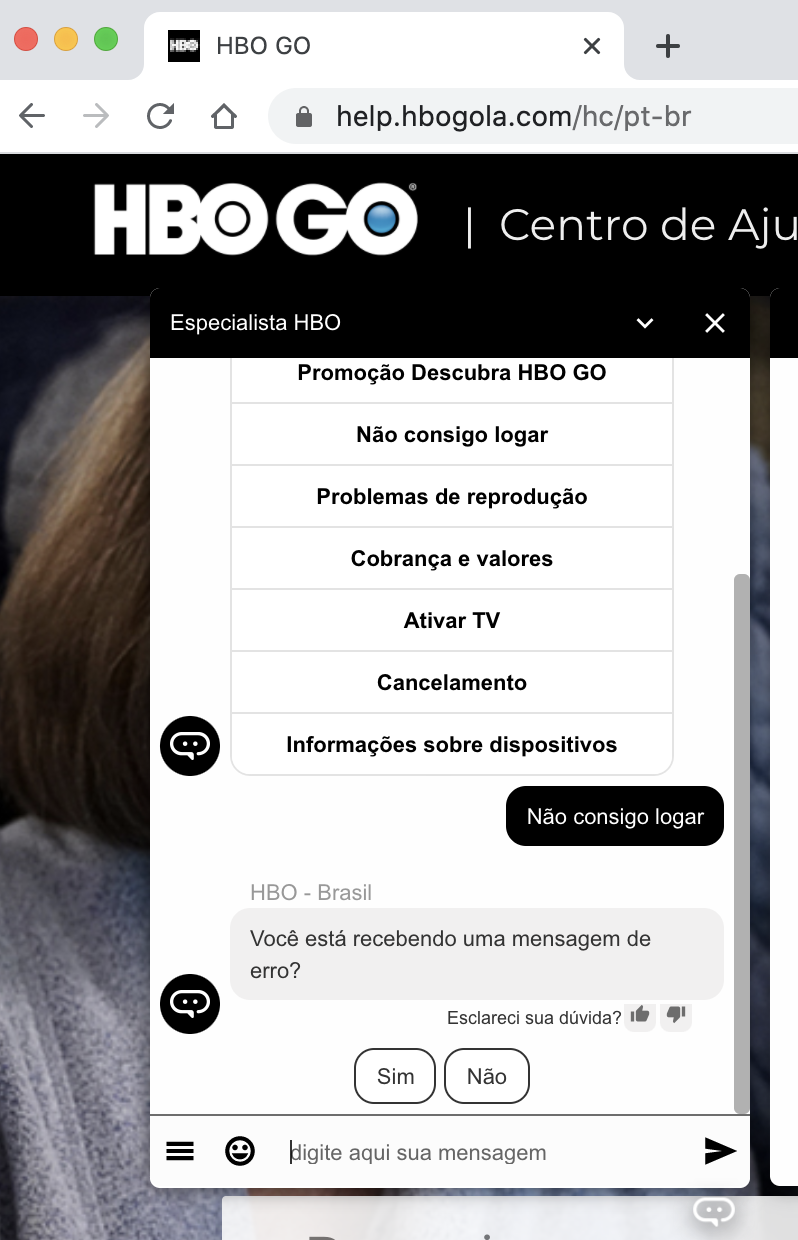 HBO GO
help.hbogola.com/hc/pt-br
HBO GO® | Centro de Aju
Especialista HBO
Promoção Descubra HBO GO
Não consigo logar
Problemas de reprodução
Cobrança e valores
Ativar TV
Cancelamento
Informações sobre dispositivos
Não consigo logar
HBO - Brasil
Você está recebendo uma mensagem de
erro?
Esclareci sua dúvida?
Sim Não
digite aqui sua mensagem